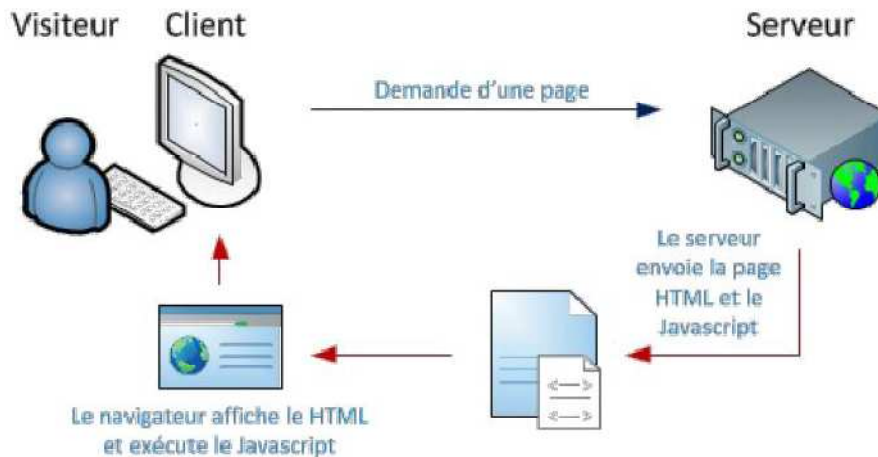 Visiteur Client Serveur
Demande d'une page
Le serveur
envoie la page
HTML et le
Javascript
Le navigateur affiche le HTML
et exécute le Javascript